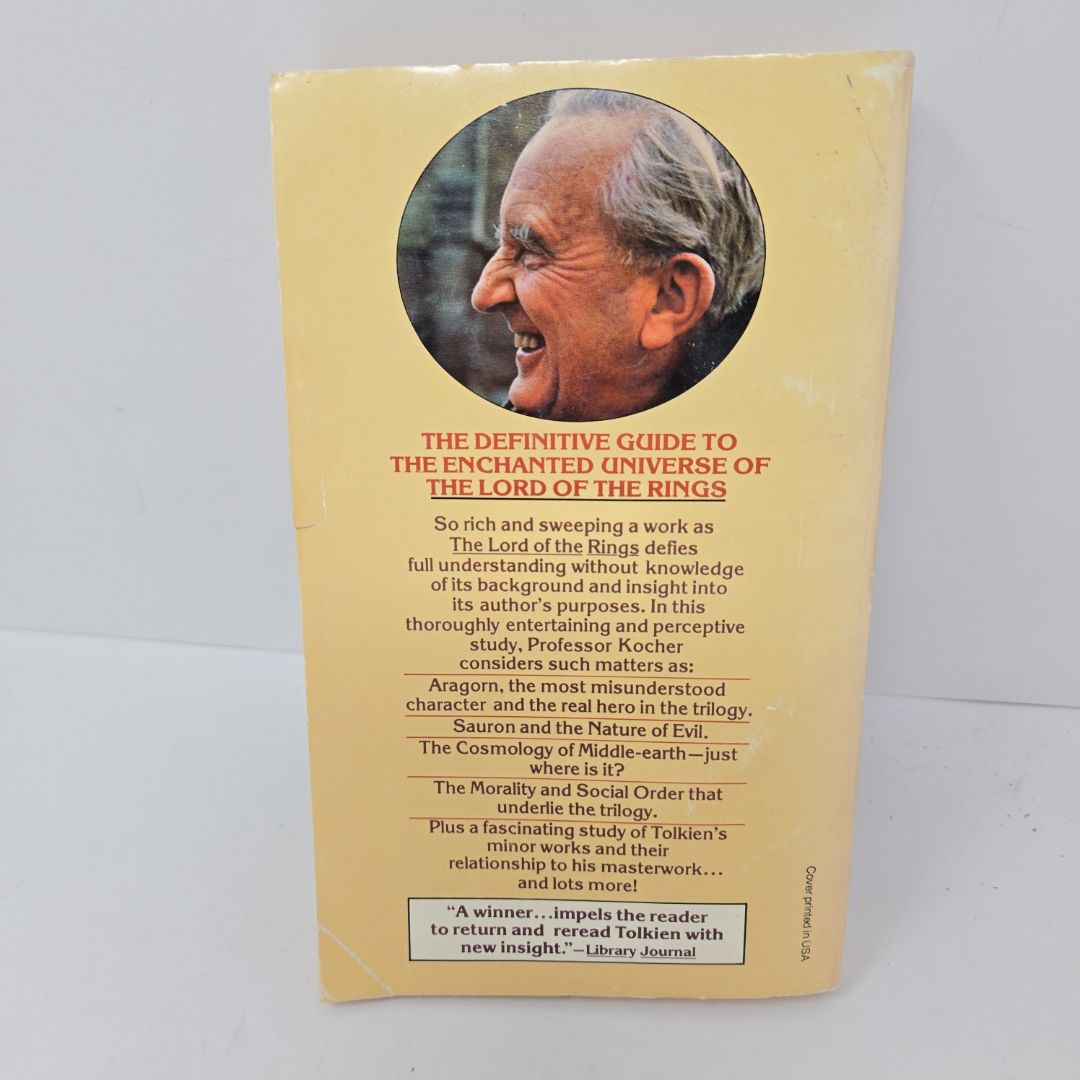 THE DEFINITIVE GUIDE TO
THE ENCHANTED UNIVERSE OF
THE LORD OF THE RINGS
So rich and sweeping a work as
The Lord of the Rings defies
full understanding without knowledge
of its background and insight into
its author's purposes. In this
thoroughly entertaining and perceptive
study, Professor Kocher
considers such matters as:
Aragorn, the most misunderstood
character and the real hero in the trilogy.
Sauron and the Nature of Evil.
The Cosmology of Middle-earth—just
where is it?
The Morality and Social Order that
underlie the trilogy.
Plus a fascinating study of Tolkien's
minor works and their
relationship to his masterwork...
and lots more!
"A winner...impels the reader
to return and reread Tolkien with
new insight."—Library Journal
Cover printed in USA